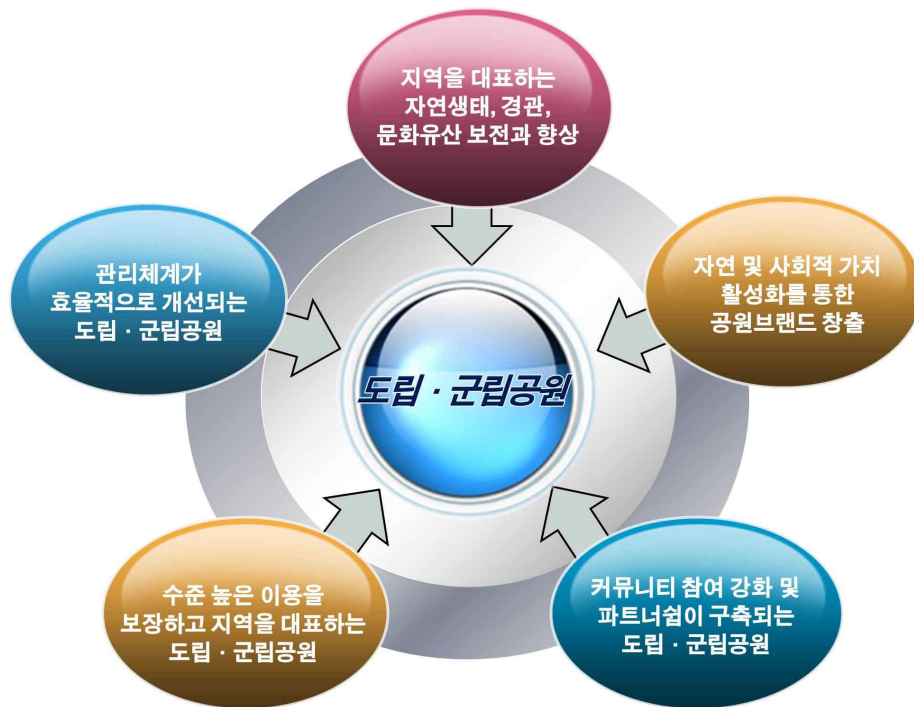 지역을 대표하는
자연생태, 경관,
문화유산 보전과 향상
관리체계가
효율적으로 개선되는
도립 · 군립공원
자연 및 사회적 가치
활성화를 통한
공원브랜드 창출
도립 · 군립공원
수준 높은 이용을
보장하고 지역을 대표하는
도립 · 군립공원
커뮤니티 참여 강화 및
파트너쉽이 구축되는
도립 · 군립공원